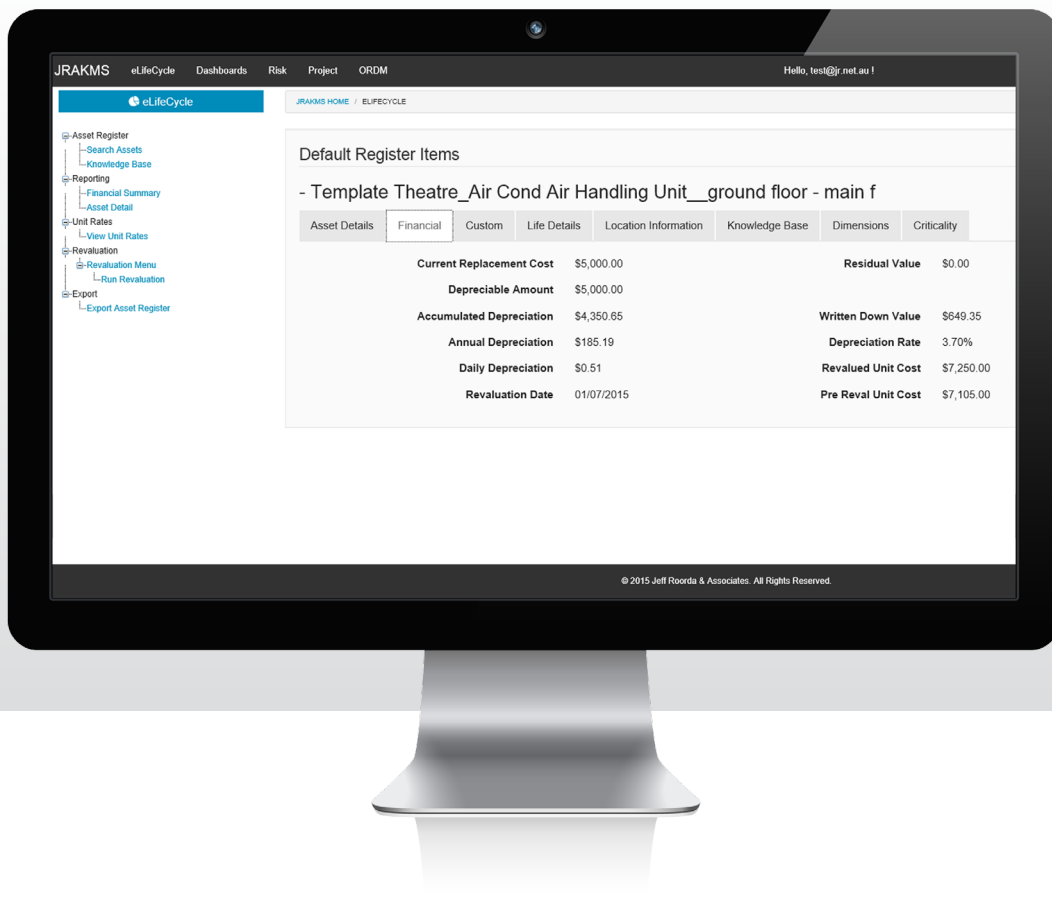 JRAKMS eLifeCycle Dashboards Risk Project ORDM Hello, test@jr.net.au !
eLifeCycle
JRAKMS HOME / ELIFECYCLE
Asset Register
Search Assets
Knowledge Base
Reporting
Financial Summary
Asset Detail
Unit Rates
View Unit Rates
Revaluation
Revaluation Menu
Run Revaluation
Export
Export Asset Register
Default Register Items
- Template Theatre_Air Cond Air Handling Unit__ground floor - main f
Asset Details Financial Custom Life Details Location Information Knowledge Base Dimensions Criticality
Current Replacement Cost $5,000.00 Residual Value $0.00
Depreciable Amount $5,000.00
Accumulated Depreciation $4,350.65 Written Down Value $649.35
Annual Depreciation $185.19 Depreciation Rate 3.70%
Daily Depreciation $0.51 Revalued Unit Cost $7,250.00
Revaluation Date 01/07/2015 Pre Reval Unit Cost $7,105.00
© 2015 Jeff Roorda & Associates. All Rights Reserved.